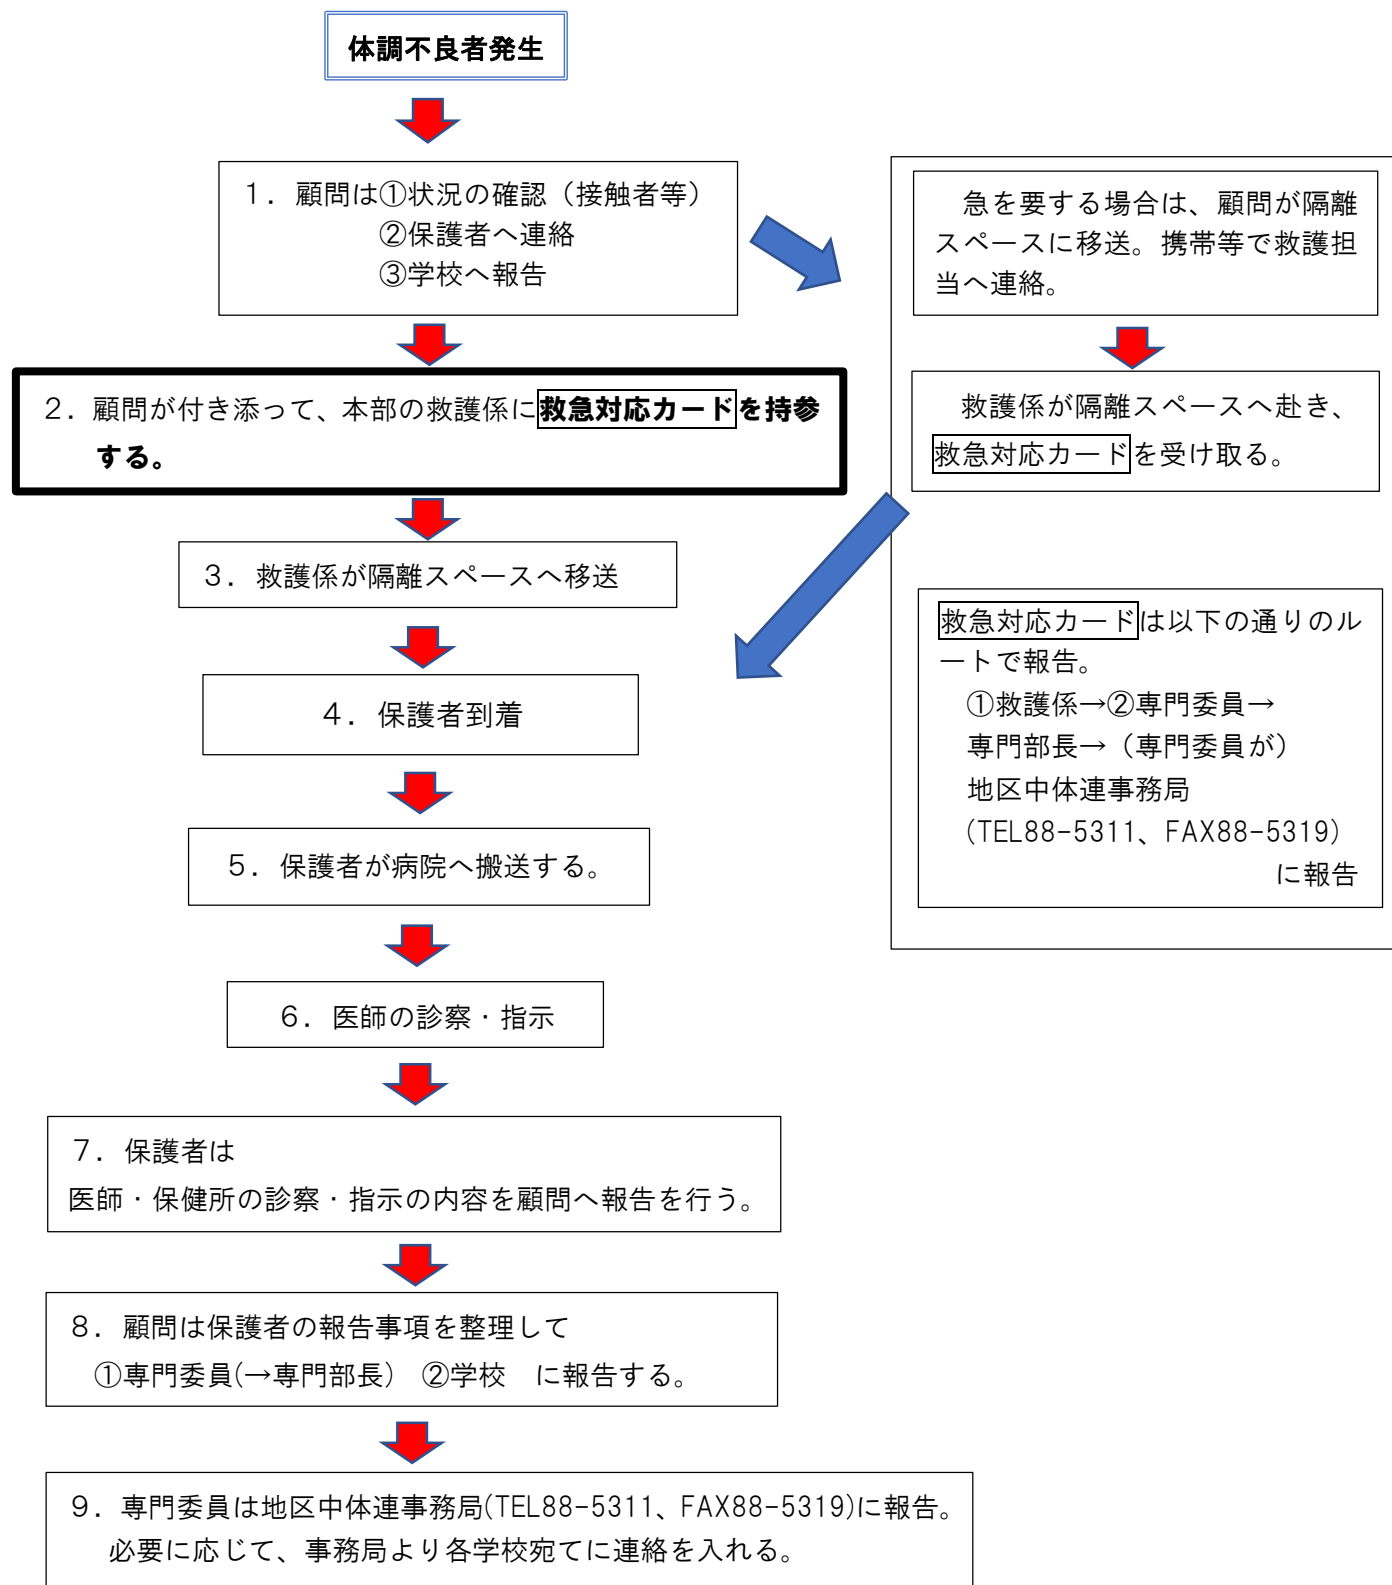 体調不良者発生
１．顧問は①状況の確認（接触者等）
②保護者へ連絡
③学校へ報告
急を要する場合は、顧問が隔離
スペースに移送。携帯等で救護担
当へ連絡。
２．顧問が付き添って、本部の救護係に救急対応カードを持参
する。
救護係が隔離スペースへ赴き、
救急対応カードを受け取る。
３．救護係が隔離スペースへ移送
救急対応カードは以下の通りのル
ートで報告。
①救護係→②専門委員→
専門部長→（専門委員が）
地区中体連事務局
(TEL88-5311、FAX88-5319)
に報告
４．保護者到着
５．保護者が病院へ搬送する。
６．医師の診察・指示
７．保護者は
医師・保健所の診察・指示の内容を顧問へ報告を行う。
８．顧問は保護者の報告事項を整理して
①専門委員(→専門部長)　②学校　に報告する。
９．専門委員は地区中体連事務局(TEL88-5311、FAX88-5319)に報告。
必要に応じて、事務局より各学校宛てに連絡を入れる。